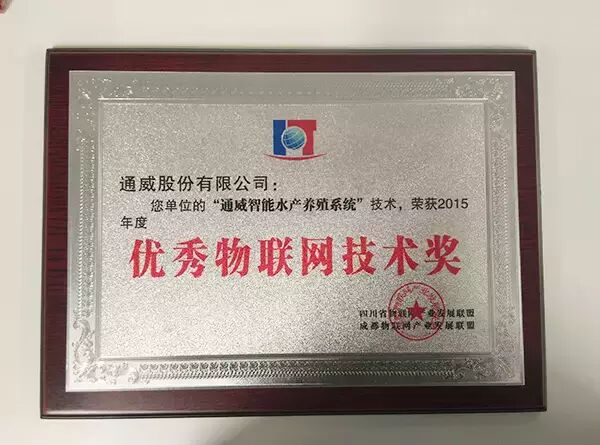 通威股份有限公司：
您单位的“通威智能水产养殖系统”技术，荣获2015
年度
优秀物联网技术奖
四川省物联网产业发展联盟
成都物联网产业发展联盟